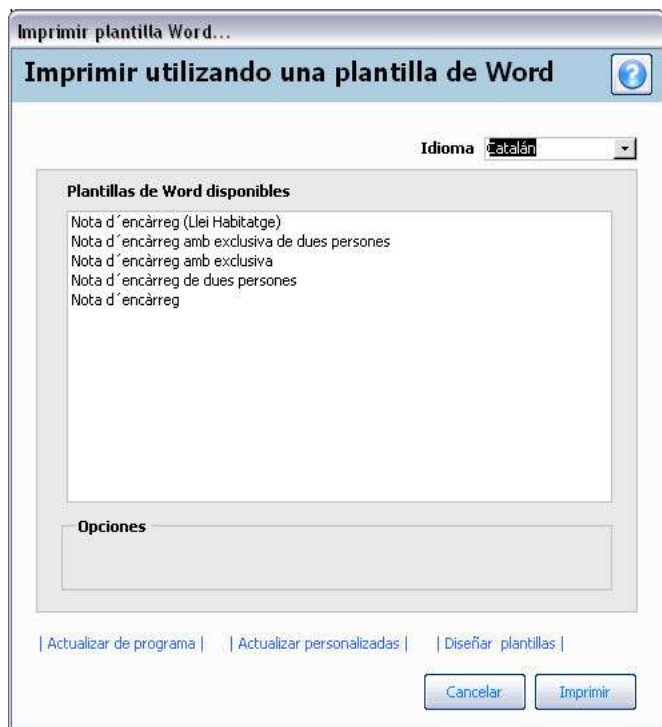 Imprimir plantilla Word...
Imprimir utilizando una plantilla de Word
?
Idioma Catalán
Plantillas de Word disponibles
Nota d´encàrreg (Llei Habitatge)
Nota d´encàrreg amb exclusiva de dues persones
Nota d´encàrreg amb exclusiva
Nota d´encàrreg de dues persones
Nota d´encàrreg
Opciones
| Actualizar de programa | | Actualizar personalizadas | | Diseñar plantillas |
Cancelar Imprimir